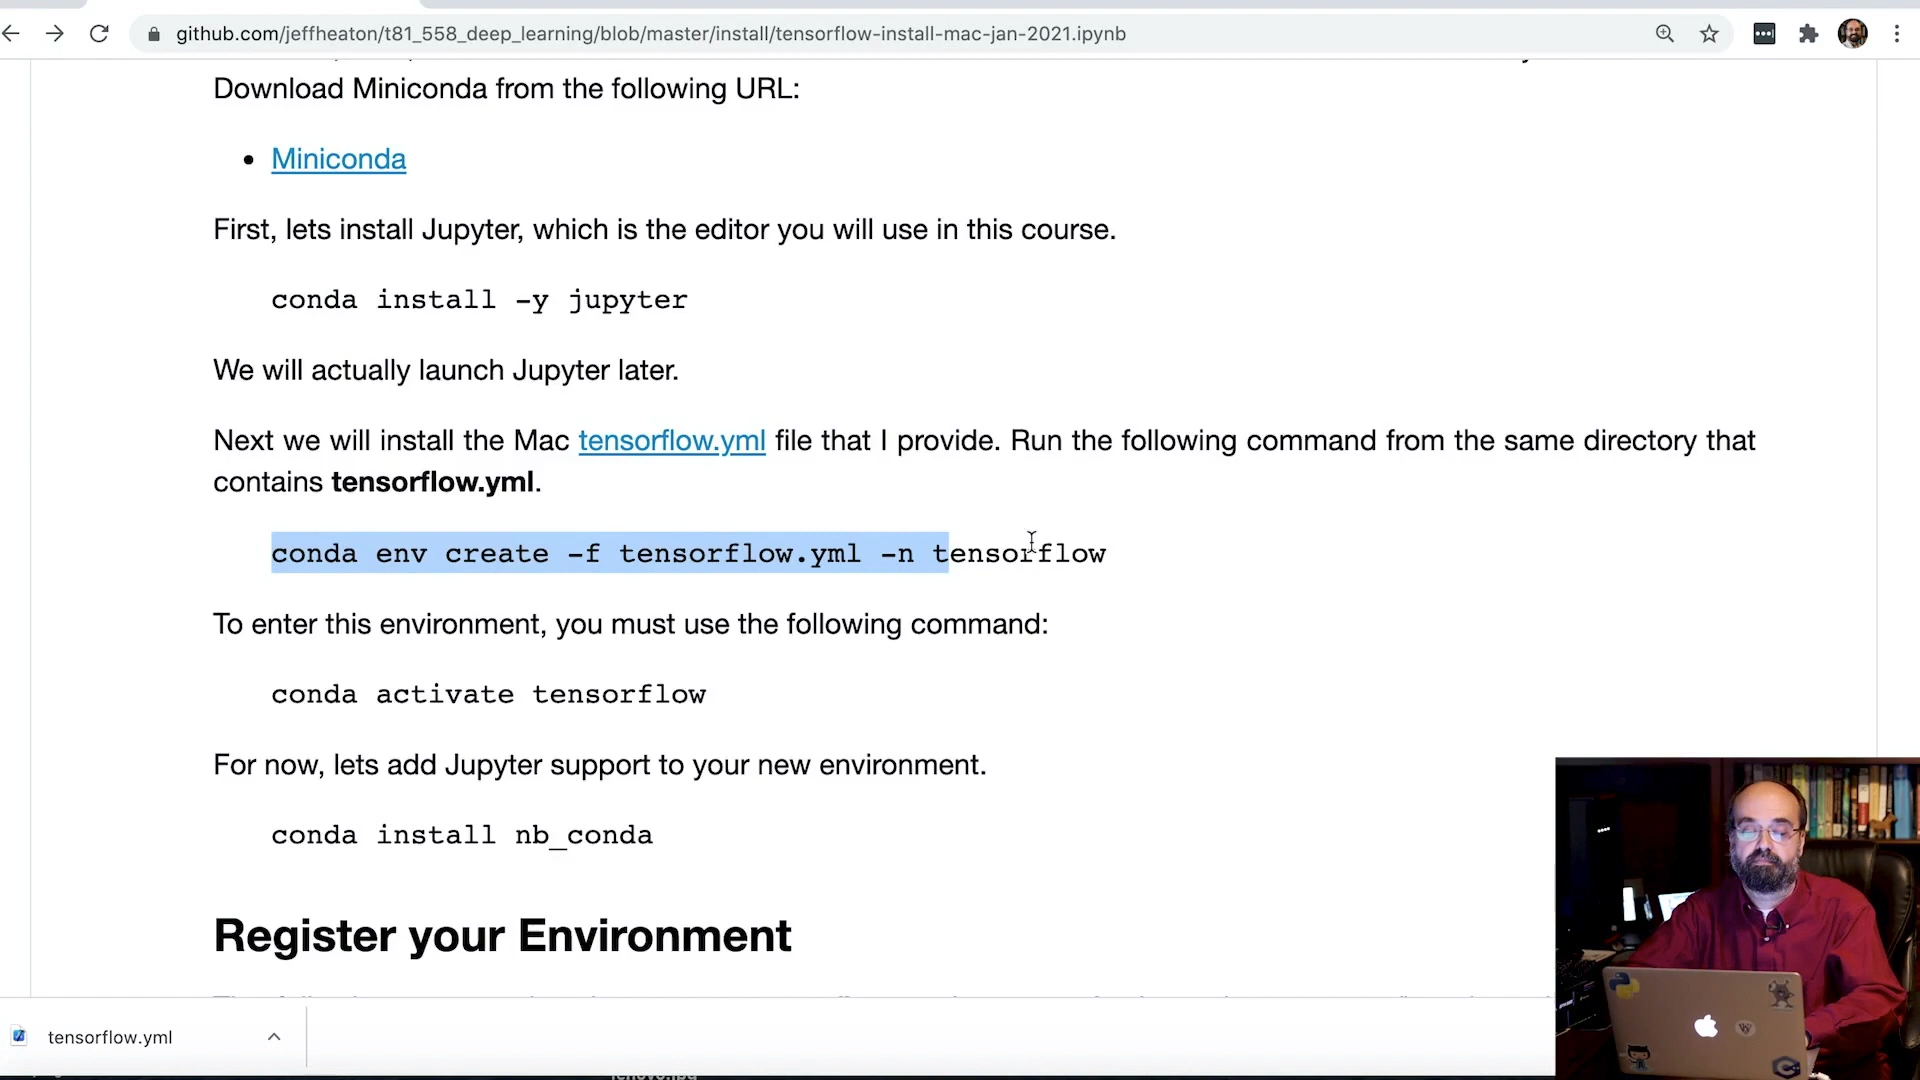 github.com/jeffheaton/t81_558_deep_learning/blob/master/install/tensorflow-install-mac-jan-2021.ipynb
Download Miniconda from the following URL:
• Miniconda
First, lets install Jupyter, which is the editor you will use in this course.
conda install -y jupyter
We will actually launch Jupyter later.
Next we will install the Mac tensorflow.yml file that I provide. Run the following command from the same directory that
contains tensorflow.yml.
conda env create -f tensorflow.yml -n tensorflow
To enter this environment, you must use the following command:
conda activate tensorflow
For now, lets add Jupyter support to your new environment.
conda install nb_conda
Register your Environment
tensorflow.yml